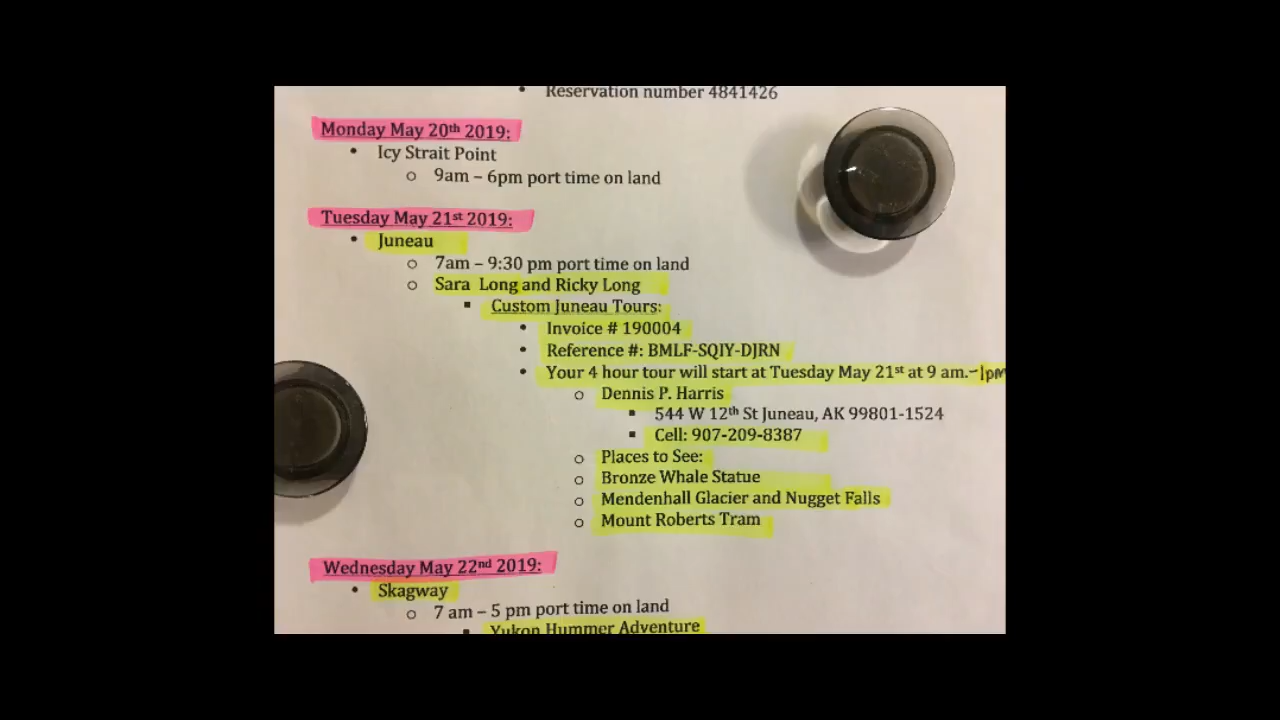 • Reservation number 4841426
Monday May 20th 2019:
• Icy Strait Point
o 9am – 6pm port time on land
Tuesday May 21st 2019:
• Juneau
o 7am – 9:30 pm port time on land
o Sara Long and Ricky Long
▪ Custom Juneau Tours:
• Invoice # 190004
• Reference #: BMLF-SQIY-DJRN
• Your 4 hour tour will start at Tuesday May 21st at 9 am.-1pm
o Dennis P. Harris
▪ 544 W 12th St Juneau, AK 99801-1524
▪ Cell: 907-209-8387
o Places to See:
o Bronze Whale Statue
o Mendenhall Glacier and Nugget Falls
o Mount Roberts Tram
Wednesday May 22nd 2019:
• Skagway
o 7 am – 5 pm port time on land
▪ Yukon Hummer Adventure